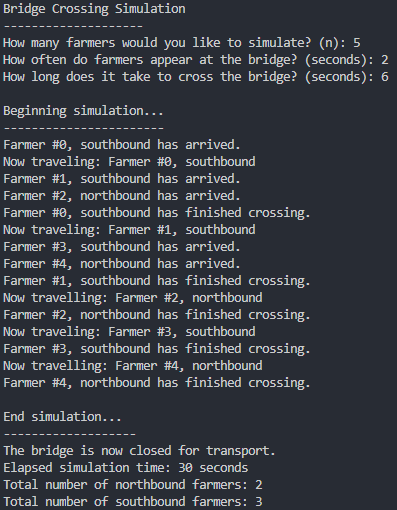 Bridge Crossing Simulation
--------------------
How many farmers would you like to simulate? (n): 5
How often do farmers appear at the bridge? (seconds): 2
How long does it take to cross the bridge? (seconds): 6
Beginning simulation...
-----------------------
Farmer #0, southbound has arrived.
Now traveling: Farmer #0, southbound
Farmer #1, southbound has arrived.
Farmer #2, northbound has arrived.
Farmer #0, southbound has finished crossing.
Now traveling: Farmer #1, southbound
Farmer #3, southbound has arrived.
Farmer #4, northbound has arrived.
Farmer #1, southbound has finished crossing.
Now travelling: Farmer #2, northbound
Farmer #2, northbound has finished crossing.
Now traveling: Farmer #3, southbound
Farmer #3, southbound has finished crossing.
Now travelling: Farmer #4, northbound
Farmer #4, northbound has finished crossing.
End simulation...
-------------------
The bridge is now closed for transport.
Elapsed simulation time: 30 seconds
Total number of northbound farmers: 2
Total number of southbound farmers: 3